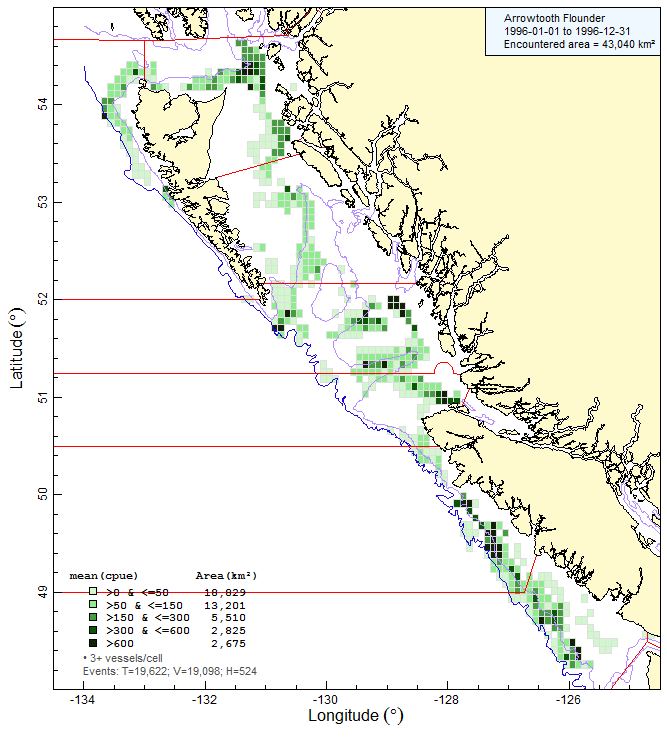 Arrowtooth Flounder
1996-01-01 to 1996-12-31
Encountered area = 43,040 km²
54
53
52
51
50
49
Latitude (°)
mean(cpue) Area(km²)
>0 & <=50 18,829
>50 & <=150 13,201
>150 & <=300 5,510
>300 & <=600 2,825
>600 2,675
• 3+ vessels/cell
Events: T=19,622; V=19,098; H=524
-134 -132 -130 -128 -126
Longitude (°)